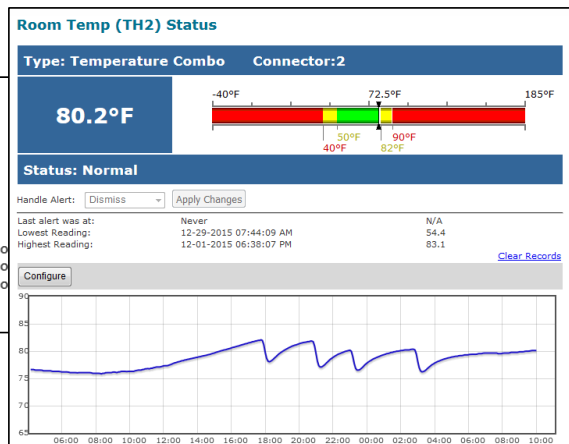 Room Temp (TH2) Status
Type: Temperature Combo Connector:2
80.2°F
-40°F 72.5°F 185°F
50°F 90°F
40°F 82°F
Status: Normal
Handle Alert: Dismiss Apply Changes
Last alert was at: Never N/A
Lowest Reading: 12-29-2015 07:44:09 AM 54.4
Highest Reading: 12-01-2015 06:38:07 PM 83.1
Clear Records
Configure
90
85
80
75
70
65
06:00 08:00 10:00 12:00 14:00 16:00 18:00 20:00 22:00 00:00 02:00 04:00 06:00 08:00 10:00